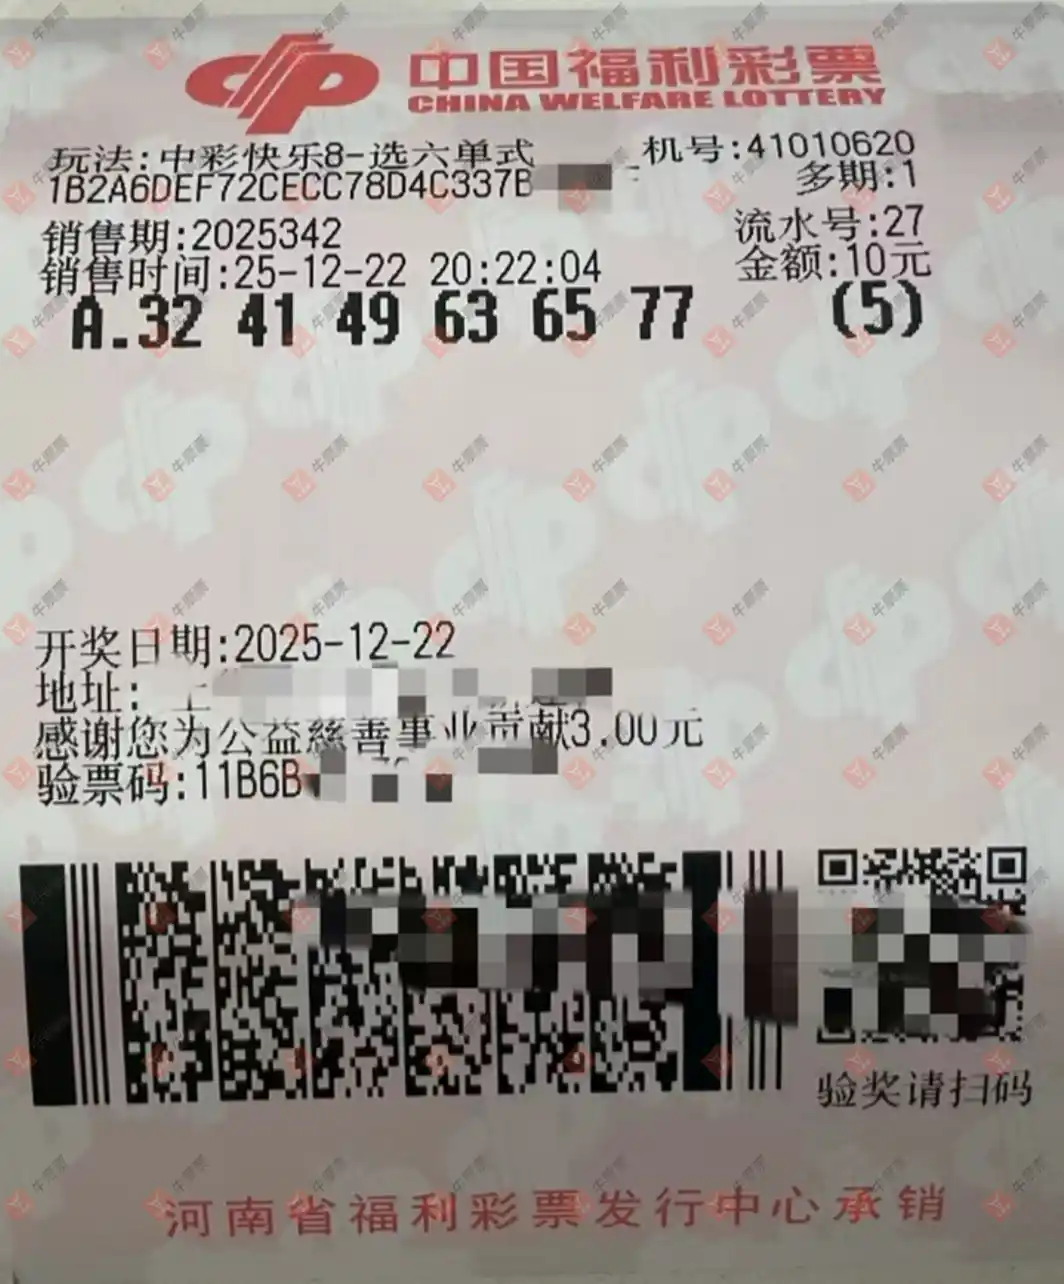 中国福利彩票
CHINA WELFARE LOTTERY
玩法:中彩快乐8-选六单式 机号:41010620
1B2A6DEF72CECC78D4C337B 多期:1
销售期:2025342 流水号:27
销售时间:25-12-22 20:22:04 金额:10元
A.32 41 49 63 65 77 (5)
开奖日期:2025-12-22
地址:
感谢您为公益慈善事业贡献3.00元
验票码:11B6B
验奖请扫码
河南省福利彩票发行中心承销